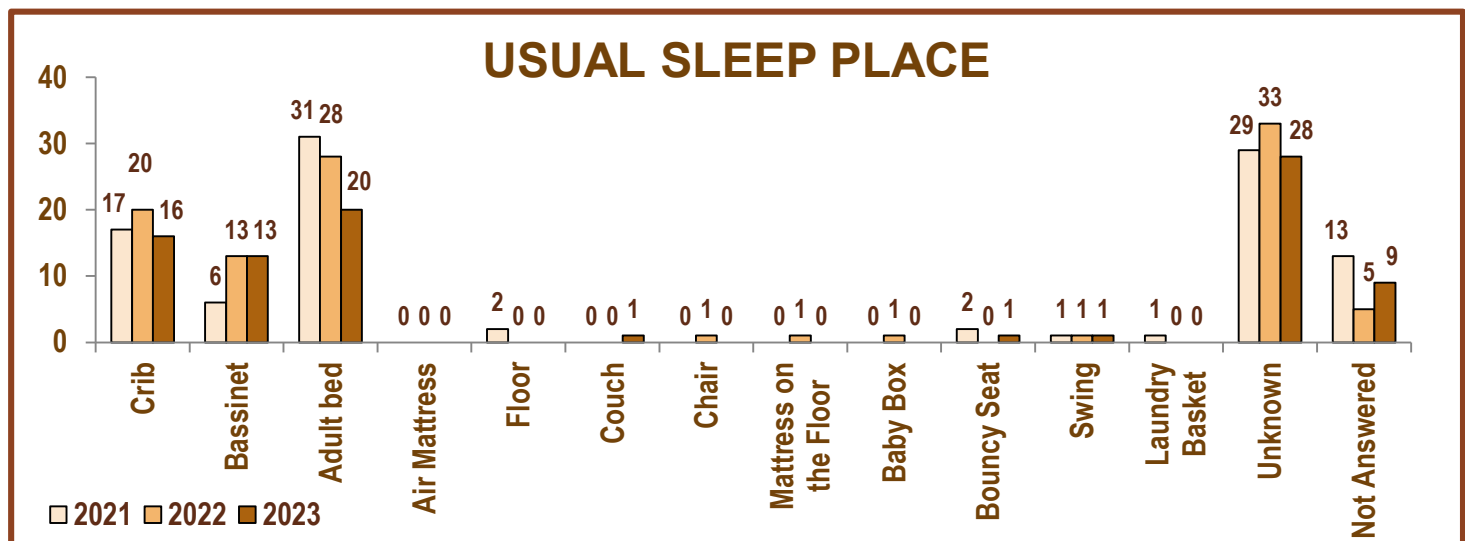 USUAL SLEEP PLACE
40
30
20
10
0
17 20 16
6 13 13
31 28 20
0 0 0
2 0 0
0 0 1
0 1 0
0 1 0
0 1 0
2 0 1
1 1 1
1 0 0
29 33 28
13 5 9
Crib
Bassinet
Adult bed
Air Mattress
Floor
Couch
Chair
Mattress on
the Floor
Baby Box
Bouncy Seat
Swing
Laundry
Basket
Unknown
Not Answered
2021 2022 2023